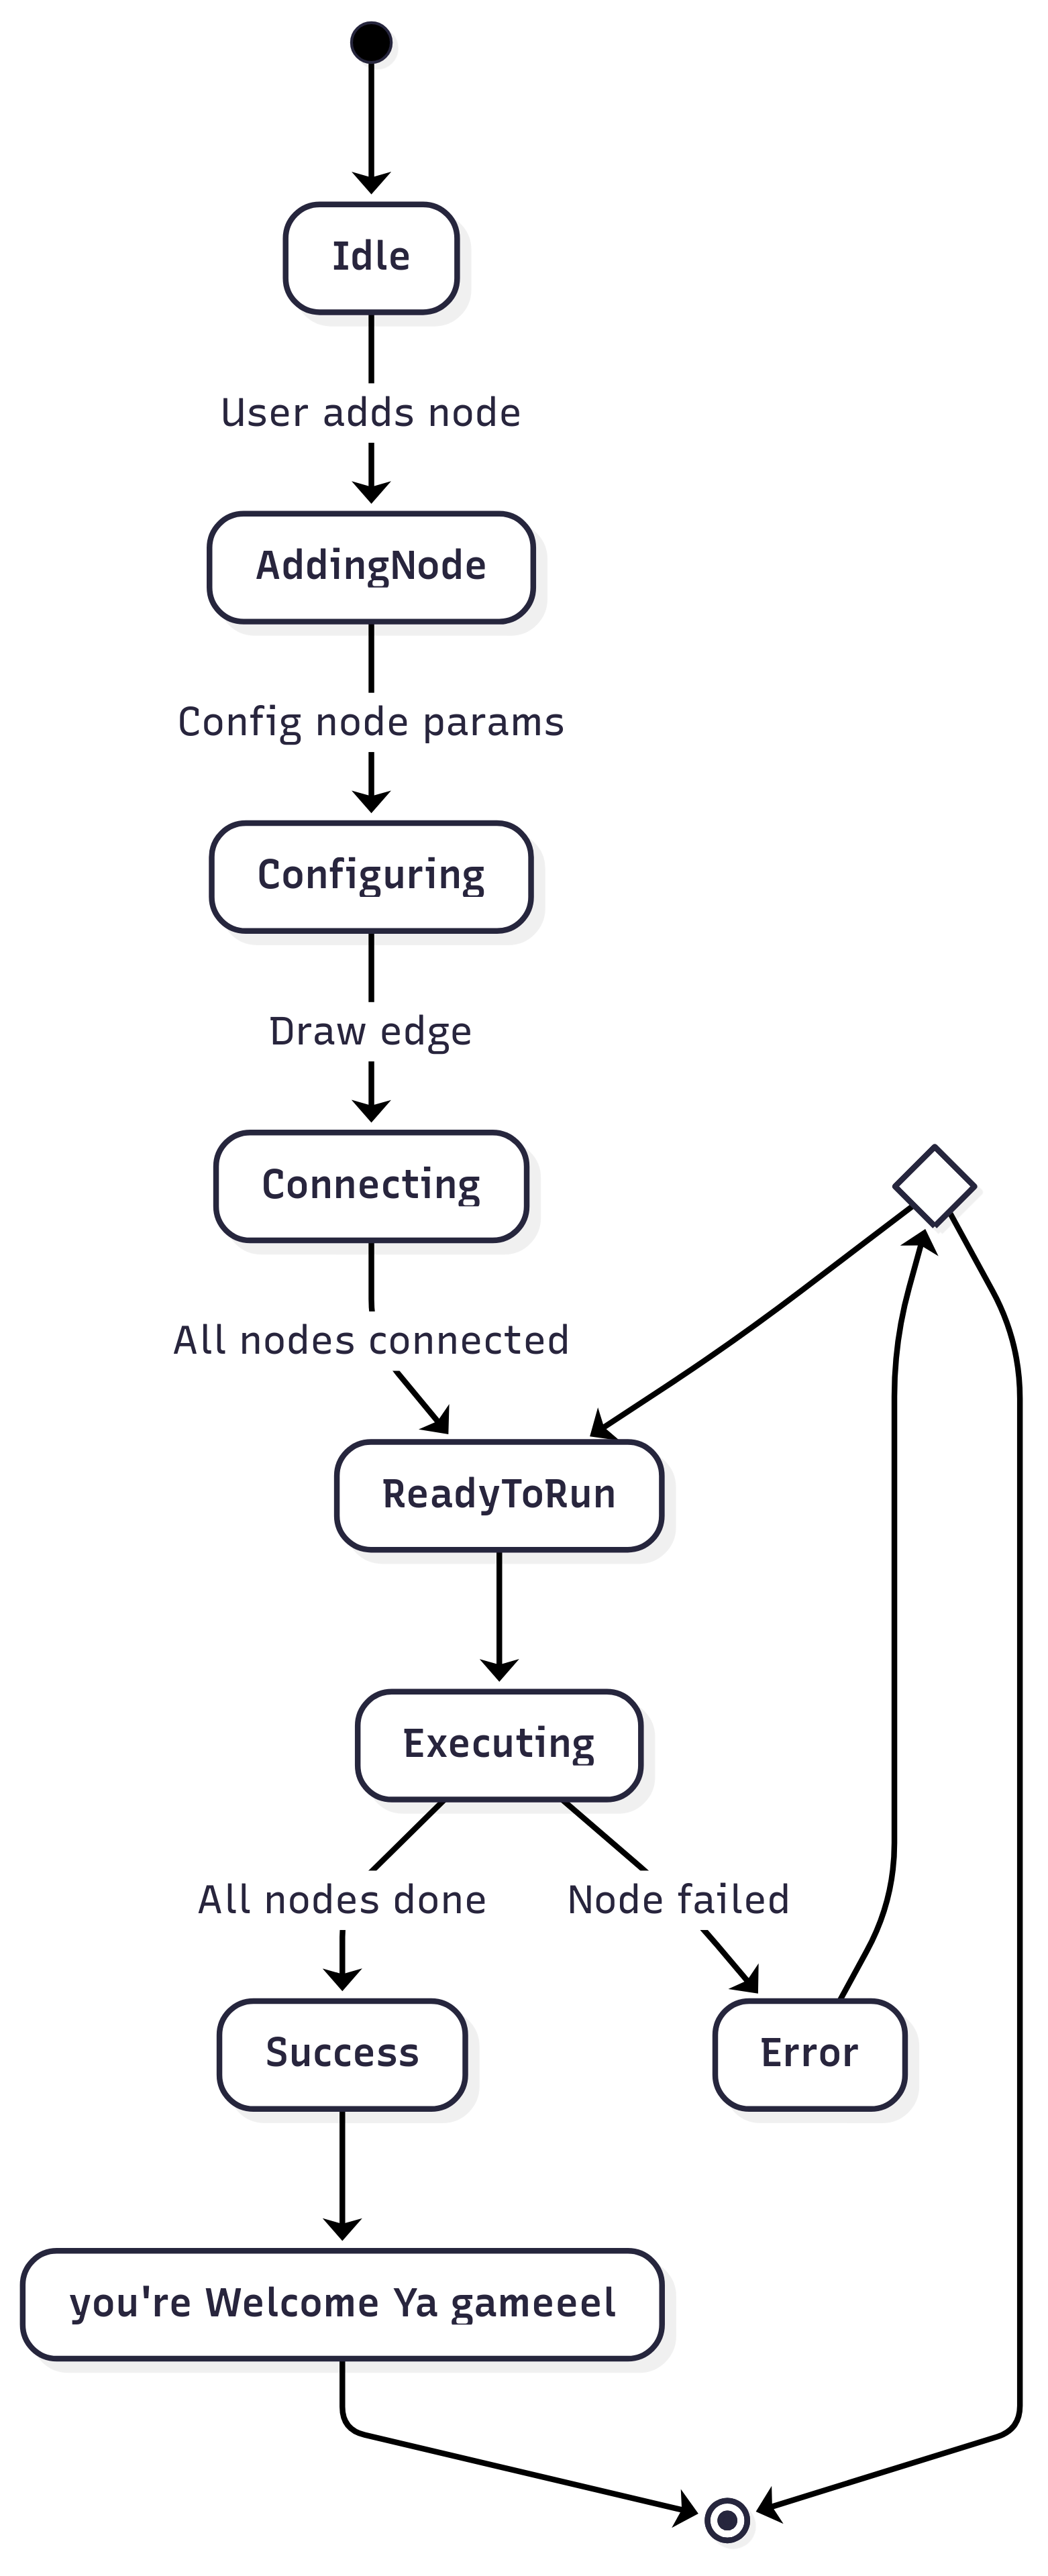 Idle
User adds node
AddingNode
Config node params
Configuring
Draw edge
Connecting
All nodes connected
ReadyToRun
Executing
All nodes done
Node failed
Success
Error
you're Welcome Ya gameeel